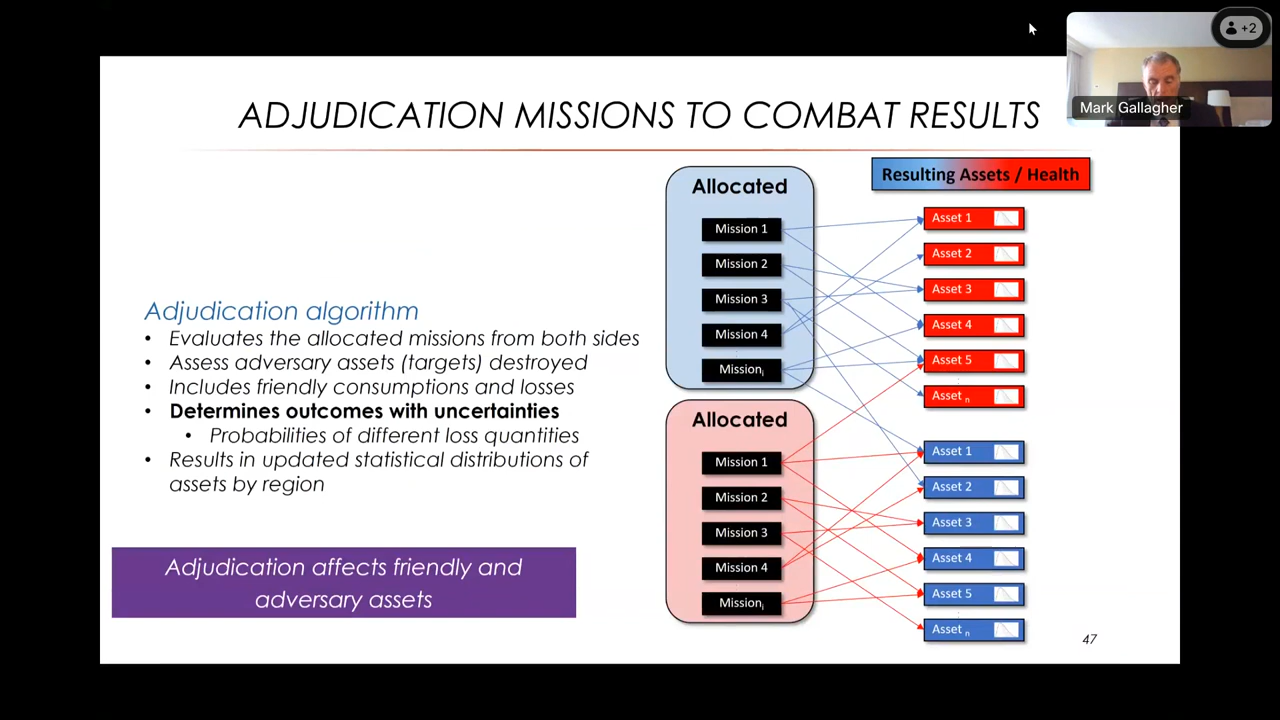 +2
Mark Gallagher
ADJUDICATION MISSIONS TO COMBAT RESULTS
Adjudication algorithm
• Evaluates the allocated missions from both sides
• Assess adversary assets (targets) destroyed
• Includes friendly consumptions and losses
• Determines outcomes with uncertainties
• Probabilities of different loss quantities
• Results in updated statistical distributions of
assets by region
Adjudication affects friendly and
adversary assets
Allocated
Mission 1
Mission 2
Mission 3
Mission 4
Mission i
Allocated
Mission 1
Mission 2
Mission 3
Mission 4
Mission j
Resulting Assets / Health
Asset 1
Asset 2
Asset 3
Asset 4
Asset 5
Asset n
Asset 1
Asset 2
Asset 3
Asset 4
Asset 5
Asset n
47